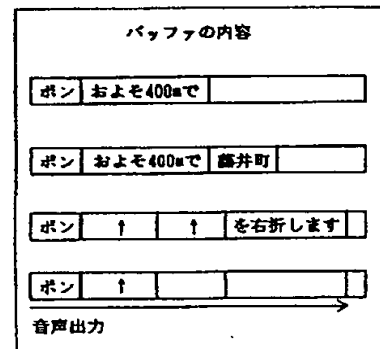 バッファの内容
ポン およそ400mで
ポン およそ400mで 藤井町
ポン ↑ ↑ を右折します
ポン ↑
音声出力